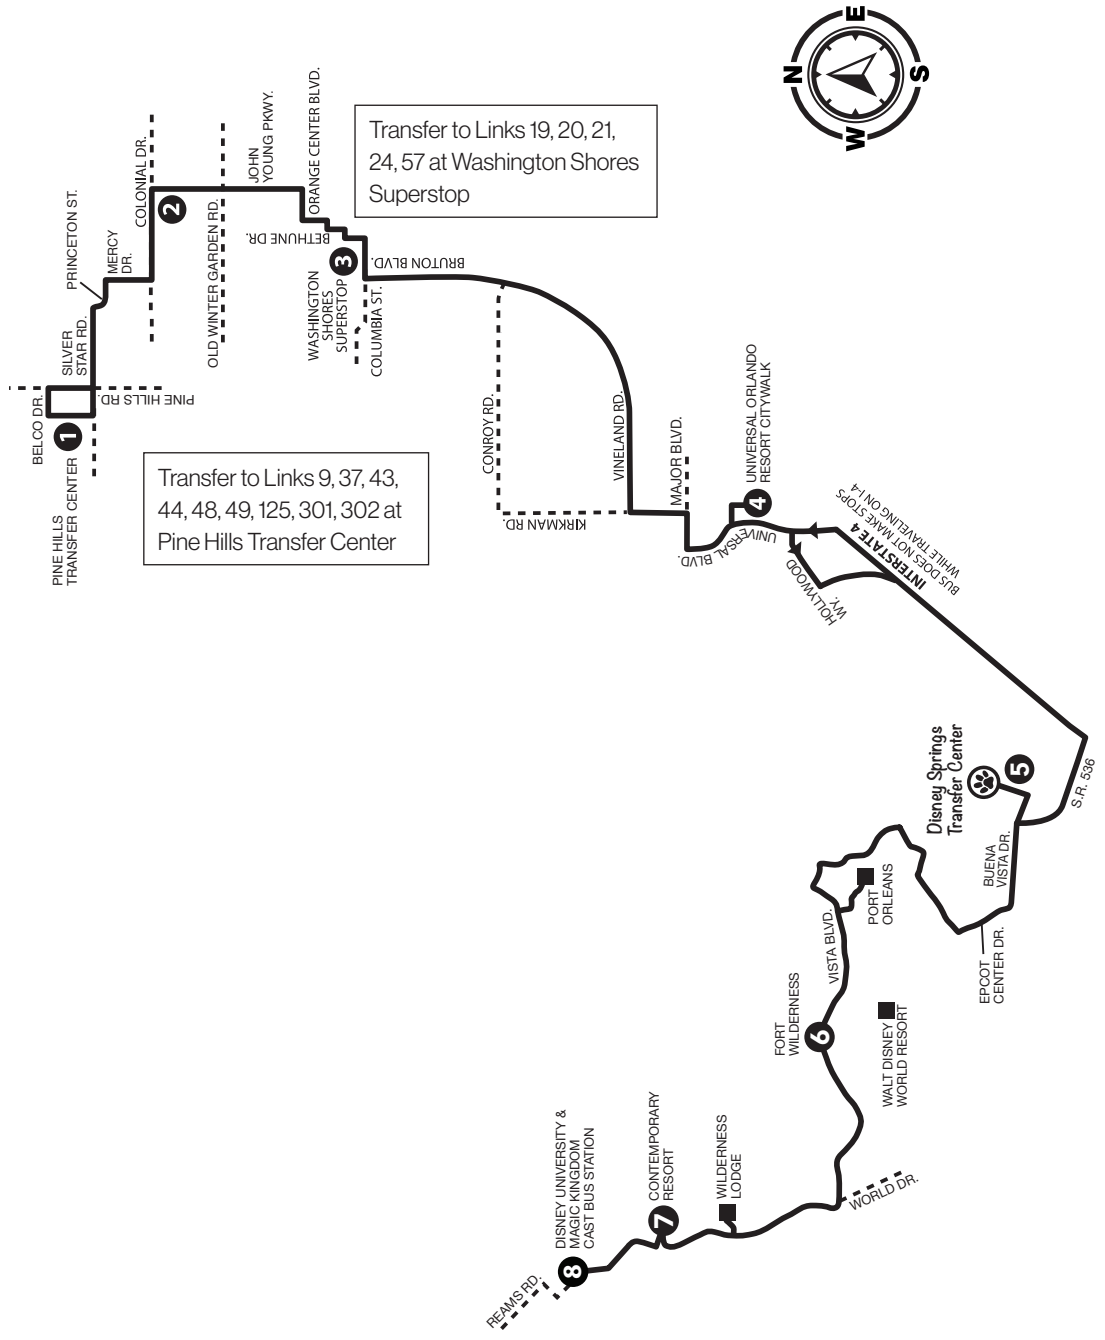 N
E
S
W
PRINCETON ST.
MERCY
DR.
COLONIAL DR.
2
OLD WINTER GARDEN RD.
JOHN
YOUNG PKWY.
ORANGE CENTER BLVD.
BETHUNE DR.
Transfer to Links 19, 20, 21,
24, 57 at Washington Shores
Superstop
SILVER
STAR RD.
BELCO DR.
PINE HILLS RD.
1
PINE HILLS
TRANSFER CENTER
WASHINGTON
SHORES
SUPERSTOP
3
COLUMBIA ST.
BRUTON BLVD.
Transfer to Links 9, 37, 43,
44, 48, 49, 125, 301, 302 at
Pine Hills Transfer Center
CONROY RD.
KIRKMAN RD.
VINELAND RD.
MAJOR BLVD.
UNIVERSAL ORLANDO
RESORT CITYWALK
4
UNIVERSAL BLVD.
HOLLYWOOD
WY.
INTERSTATE 4
BUS DOES NOT MAKE STOPS
WHILE TRAVELING ON I-4
S.R. 536
Disney Springs
Transfer Center
5
BUENA
VISTA DR.
EPCOT
CENTER DR.
PORT
ORLEANS
VISTA BLVD.
FORT
WILDERNESS
6
WALT DISNEY
WORLD RESORT
WORLD DR.
WILDERNESS
LODGE
CONTEMPORARY
RESORT
7
DISNEY UNIVERSITY &
MAGIC KINGDOM
CAST BUS STATION
8
REAMS RD.